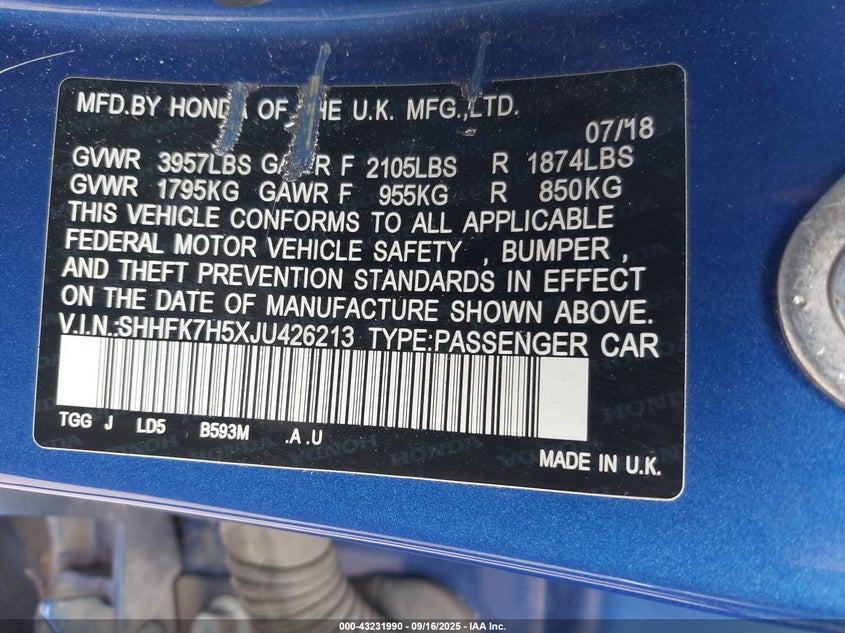 MFD.BY HONDA OF THE U.K. MFG.,LTD.
07/18
GVWR 3957LBS GAWR F 2105LBS R 1874LBS
GVWR 1795KG GAWR F 955KG R 850KG
THIS VEHICLE CONFORMS TO ALL APPLICABLE
FEDERAL MOTOR VEHICLE SAFETY , BUMPER ,
AND THEFT PREVENTION STANDARDS IN EFFECT
ON THE DATE OF MANUFACTURE SHOWN ABOVE.
V.I.N.:SHHFK7H5XJU426213 TYPE:PASSENGER CAR
TGG J LD5 B593M .A .U
MADE IN U.K.
000-43231990 - 09/16/2025 - IAA Inc.